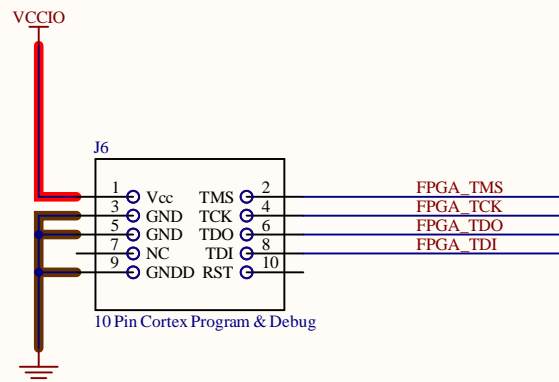 VCCIO
J6
1 Vcc TMS 2 FPGA_TMS
3 GND TCK 4 FPGA_TCK
5 GND TDO 6 FPGA_TDO
7 NC TDI 8 FPGA_TDI
9 GNDD RST 10
10 Pin Cortex Program & Debug